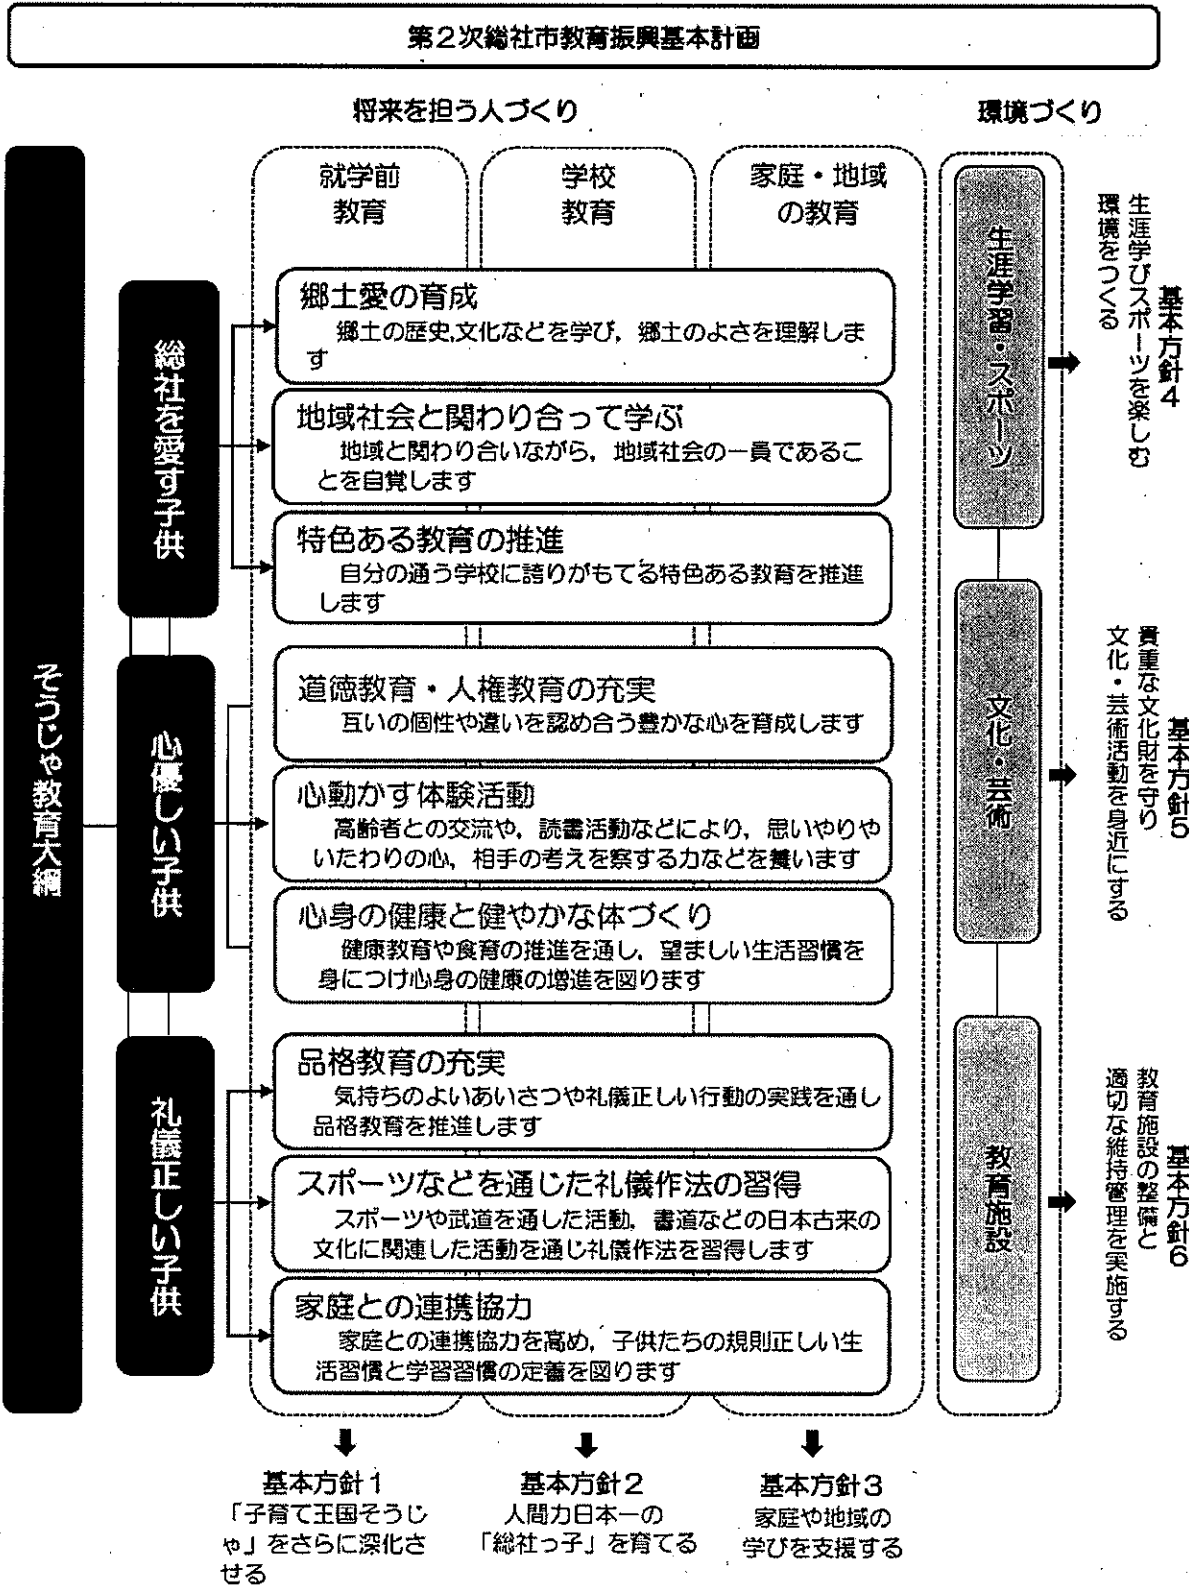 第2次総社市教育振興基本計画
将来を担う人づくり
環境づくり
就学前
教育
学校
教育
家庭・地域
の教育
そうじゃ教育大綱
総社を愛す子供
郷土愛の育成
郷土の歴史,文化などを学び，郷土のよさを理解しま
す
地域社会と関わり合って学ぶ
地域と関わり合いながら，地域社会の一員であるこ
とを自覚します
特色ある教育の推進
自分の通う学校に誇りがもてる特色ある教育を推進
します
心優しい子供
道徳教育・人権教育の充実
互いの個性や違いを認め合う豊かな心を育成します
心動かす体験活動
高齢者との交流や，読書活動などにより，思いやりや
いたわりの心，相手の考えを察する力などを養います
心身の健康と健やかな体づくり
健康教育や食育の推進を通し，望ましい生活習慣を
身につけ心身の健康の増進を図ります
礼儀正しい子供
品格教育の充実
気持ちのよいあいさつや礼儀正しい行動の実践を通し
品格教育を推進します
スポーツなどを通じた礼儀作法の習得
スポーツや武道を通した活動，書道などの日本古来の
文化に関連した活動を通じ礼儀作法を習得します
家庭との連携協力
家庭との連携協力を高め，子供たちの規則正しい生
活習慣と学習習慣の定着を図ります
生涯学習・スポーツ
基本方針4
生涯学びスポーツを楽しむ
環境をつくる
文化・芸術
基本方針5
貴重な文化財を守り
文化・芸術活動を身近にする
教育施設
基本方針6
教育施設の整備と
適切な維持管理を実施する
基本方針1
「子育て王国そうじ
ゃ」をさらに深化さ
せる
基本方針2
人間力日本一の
「総社っ子」を育てる
基本方針3
家庭や地域の
学びを支援する